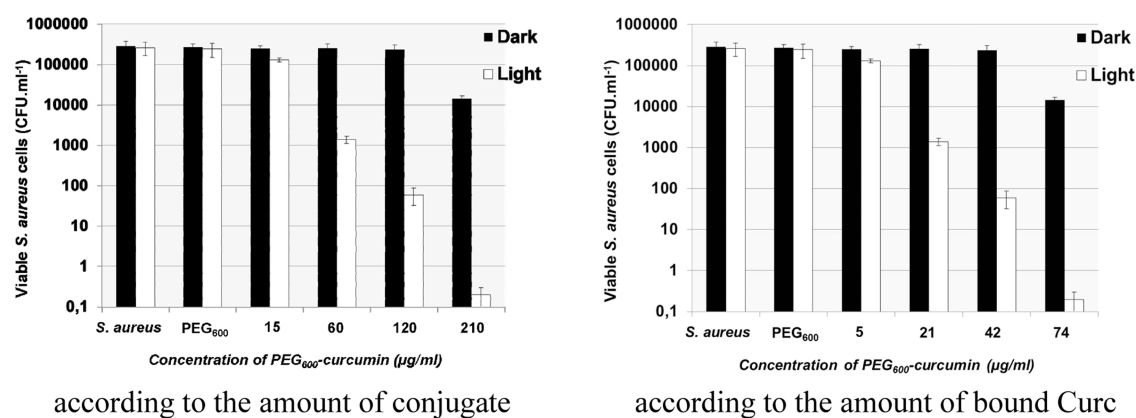 1000000
100000
10000
1000
100
10
1
0,1
Viable S. aureus cells (CFU.ml⁻¹)
■Dark
□Light
S. aureus PEG₆₀₀ 15 60 120 210
Concentration of PEG₆₀₀-curcumin (µg/ml)
according to the amount of conjugate
1000000
100000
10000
1000
100
10
1
0,1
Viable S. aureus cells (CFU.ml⁻¹)
■Dark
□Light
S. aureus PEG₆₀₀ 5 21 42 74
Concentration of PEG₆₀₀-curcumin (µg/ml)
according to the amount of bound Curc